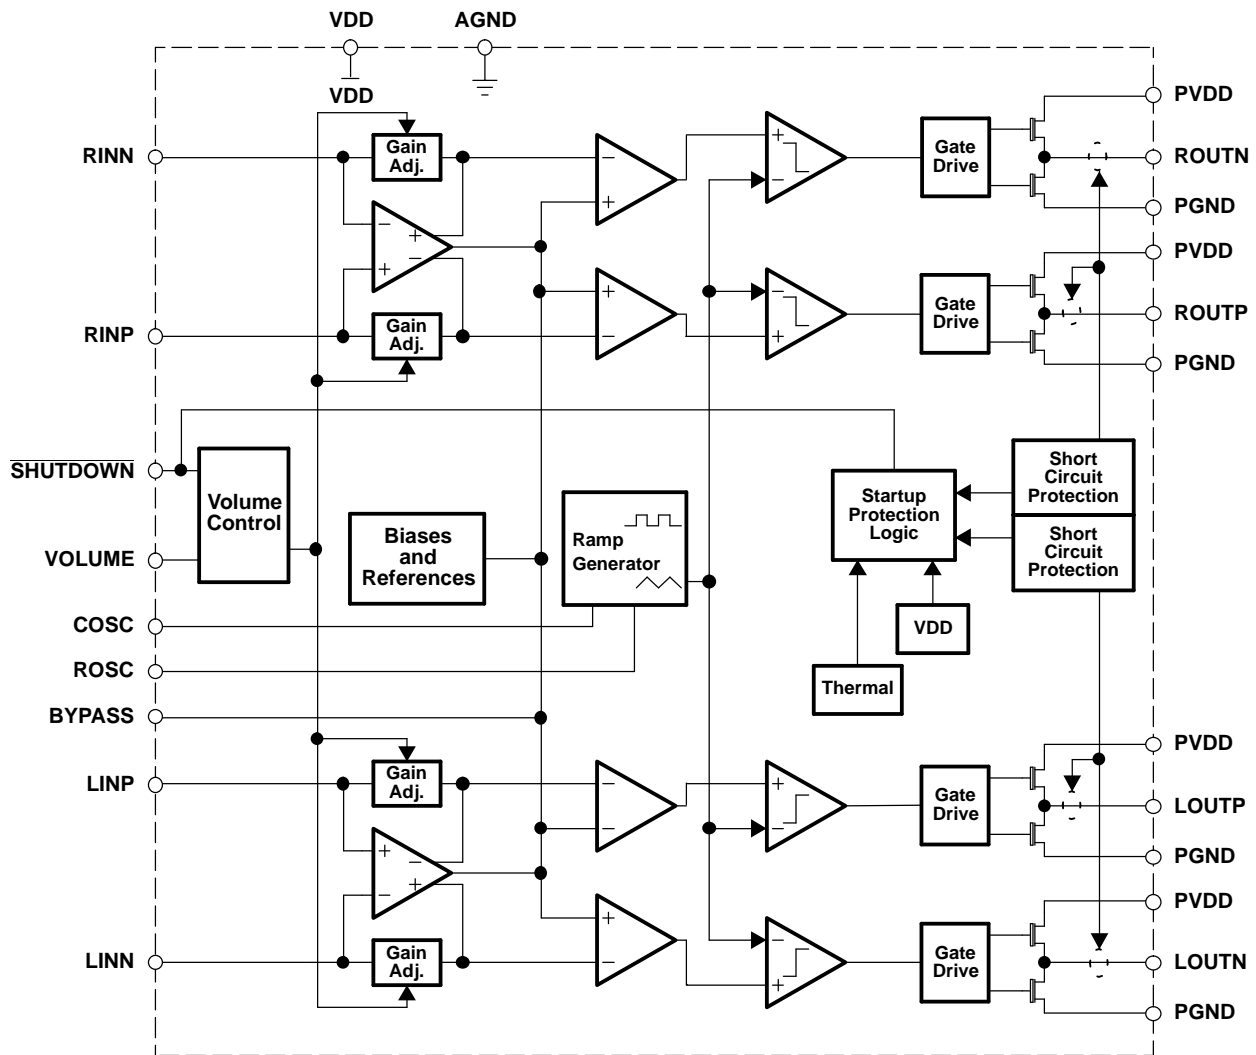 VDD AGND
VDD
PVDD
RINN
Gain
Adj.
− +
+ −
Gate
Drive
ROUTN
− +
+ −
PGND
PVDD
+ −
− +
RINP
Gain
Adj.
Gate
Drive
ROUTP
PGND
SHUTDOWN
Volume
Control
VOLUME
Biases
and
References
Ramp
Generator
Startup
Protection
Logic
Short
Circuit
Protection
Short
Circuit
Protection
COSC
VDD
ROSC
Thermal
BYPASS
PVDD
LINP
Gain
Adj.
− +
− −
Gate
Drive
LOUTP
+ −
− +
PGND
PVDD
+ −
− +
LINN
Gain
Adj.
Gate
Drive
LOUTN
PGND